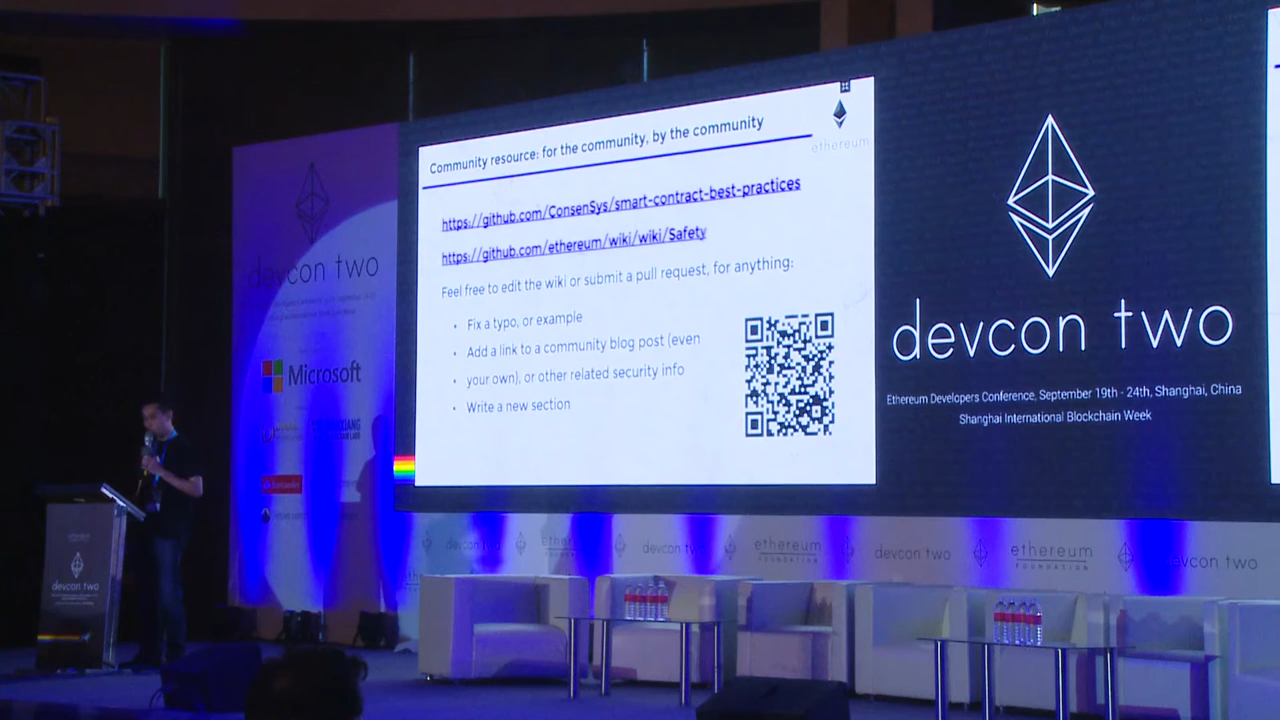 Community resource: for the community, by the community
ethereum
https://github.com/ConsenSys/smart-contract-best-practices
https://github.com/ethereum/wiki/wiki/Safety
Feel free to edit the wiki or submit a pull request, for anything:
• Fix a typo, or example
• Add a link to a community blog post (even
• your own), or other related security info
• Write a new section
devcon two
Ethereum Developers Conference, September 19th - 24th, Shanghai, China
Shanghai International Blockchain Week
devcon two
Microsoft
Santander
devcon two
devcon two
ethereum
devcon two
ethereum
FOUNDATION
devcon two
ethereum
FOUNDATION
devcon two